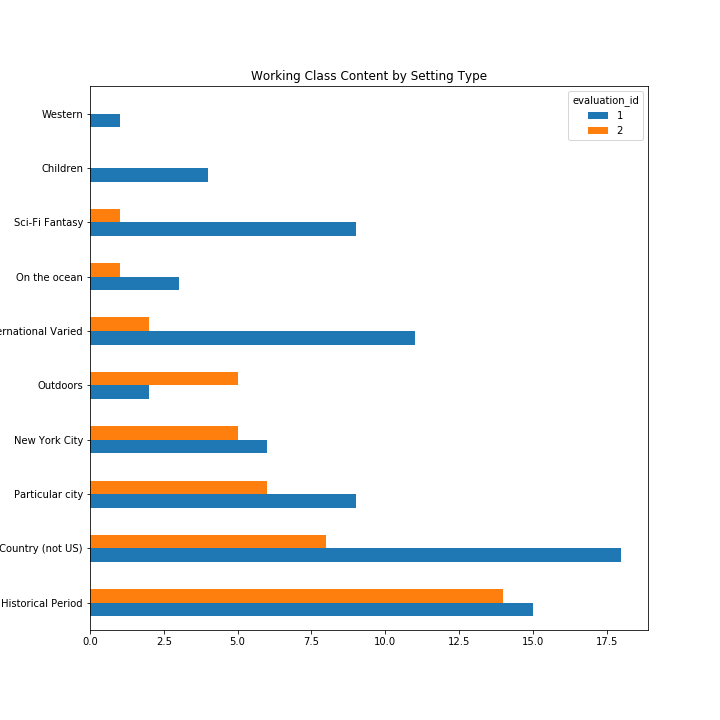 Working Class Content by Setting Type
evaluation_id
1
2
Western
Children
Sci-Fi Fantasy
On the ocean
ernational Varied
Outdoors
New York City
Particular city
Country (not US)
Historical Period
0.0 2.5 5.0 7.5 10.0 12.5 15.0 17.5